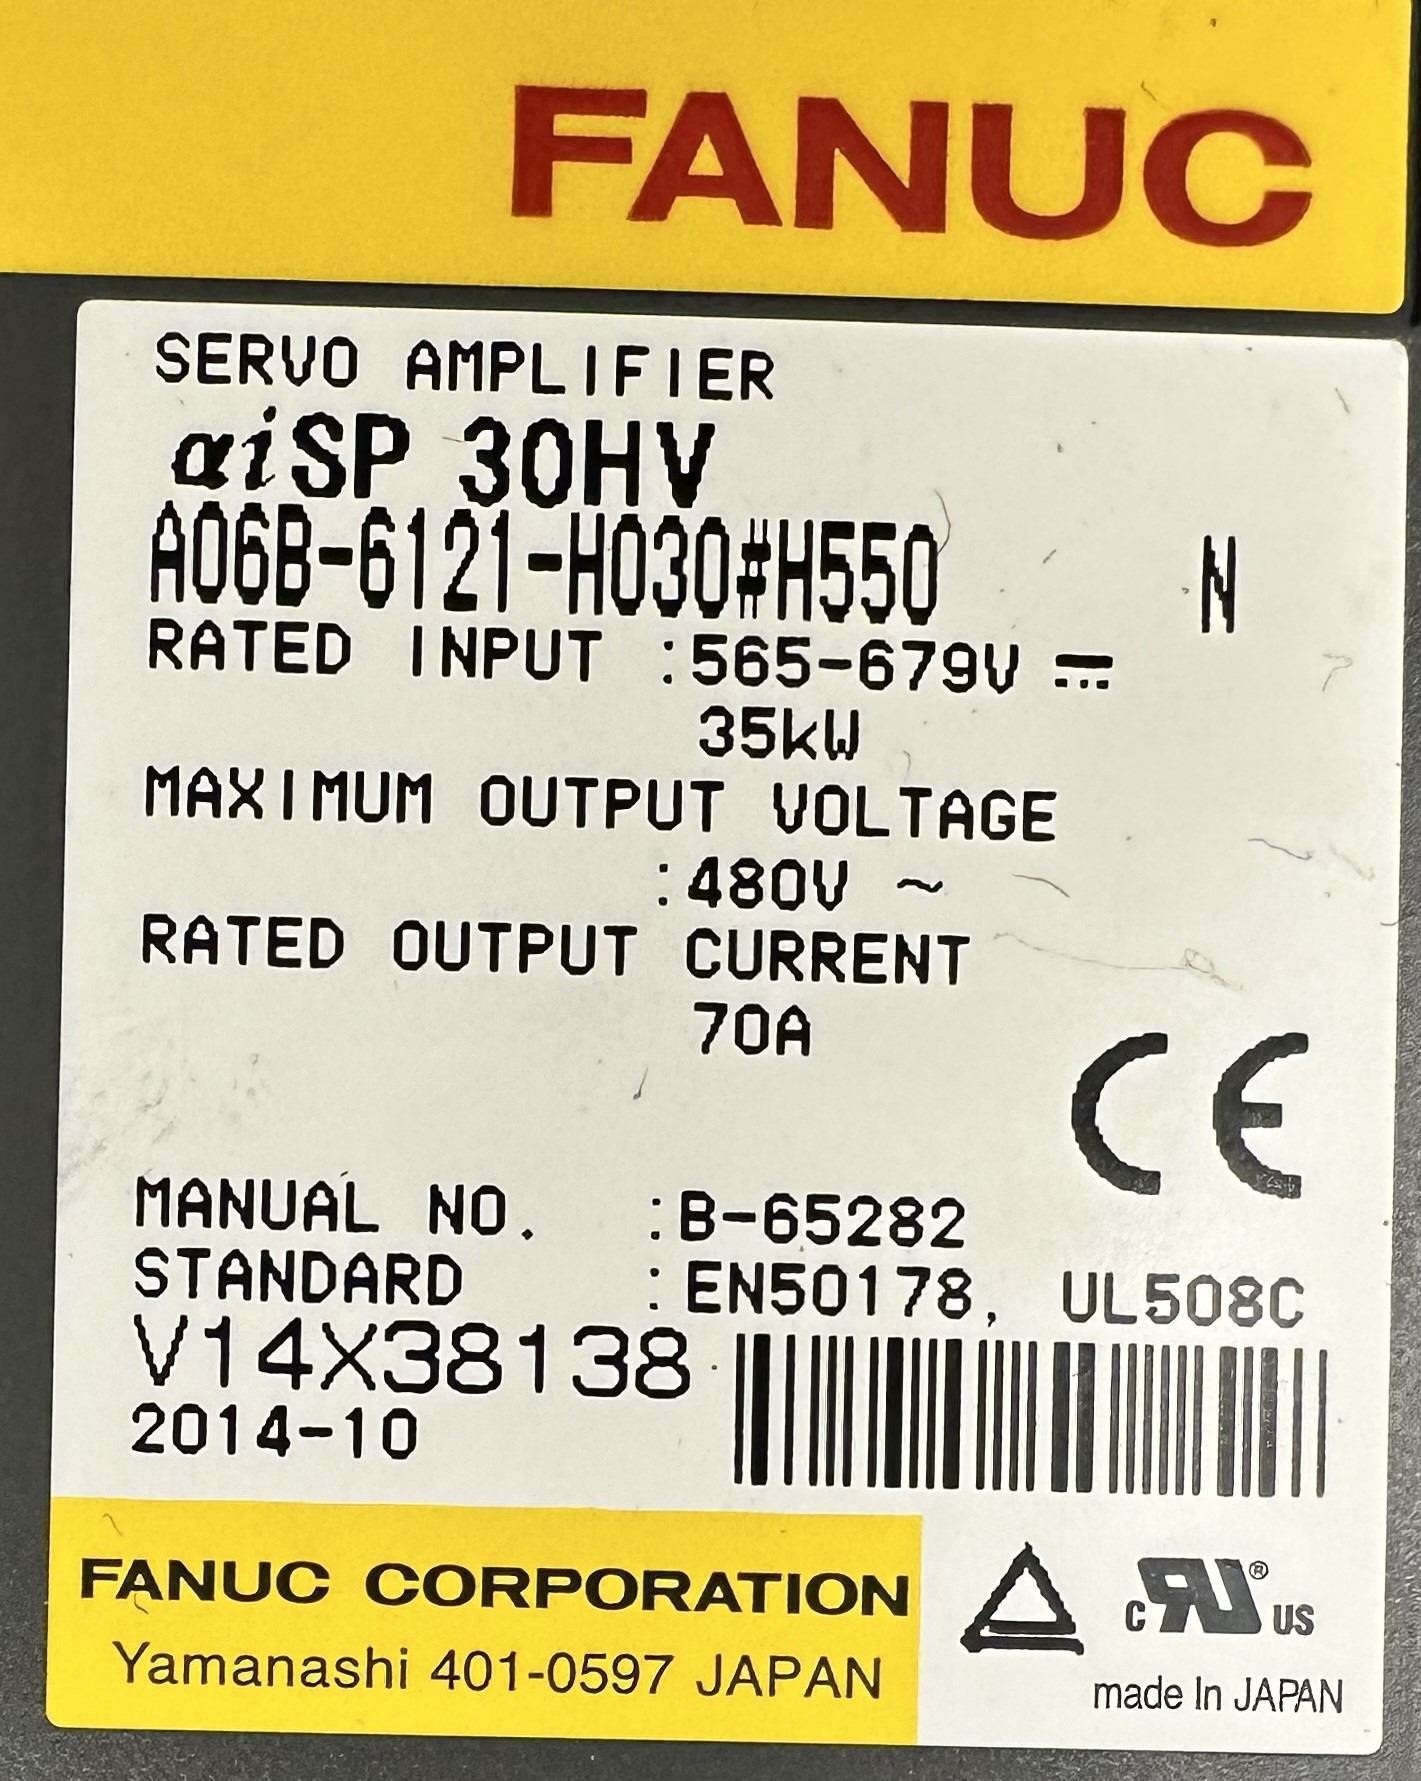 FANUC
SERVO AMPLIFIER
αiSP 30HV
A06B-6121-H030#H550 N
RATED INPUT :565-679V ⎓
35kW
MAXIMUM OUTPUT VOLTAGE
:480V ~
RATED OUTPUT CURRENT
70A
CE
MANUAL NO. :B-65282
STANDARD :EN50178, UL508C
V14X38138
2014-10
FANUC CORPORATION
Yamanashi 401-0597 JAPAN
c RU ® US
made In JAPAN